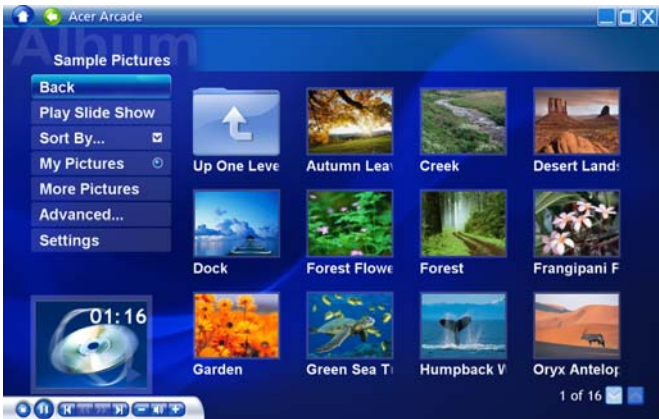 Acer Arcade
Album
Sample Pictures
Back
Play Slide Show
Sort By...
My Pictures
More Pictures
Advanced...
Settings
Up One Leve
Autumn Lea
Creek
Desert Lands
Dock
Forest Flowe
Forest
Frangipani F
Garden
Green Sea T
Humpback W
Oryx Antelop
01:16
1 of 16